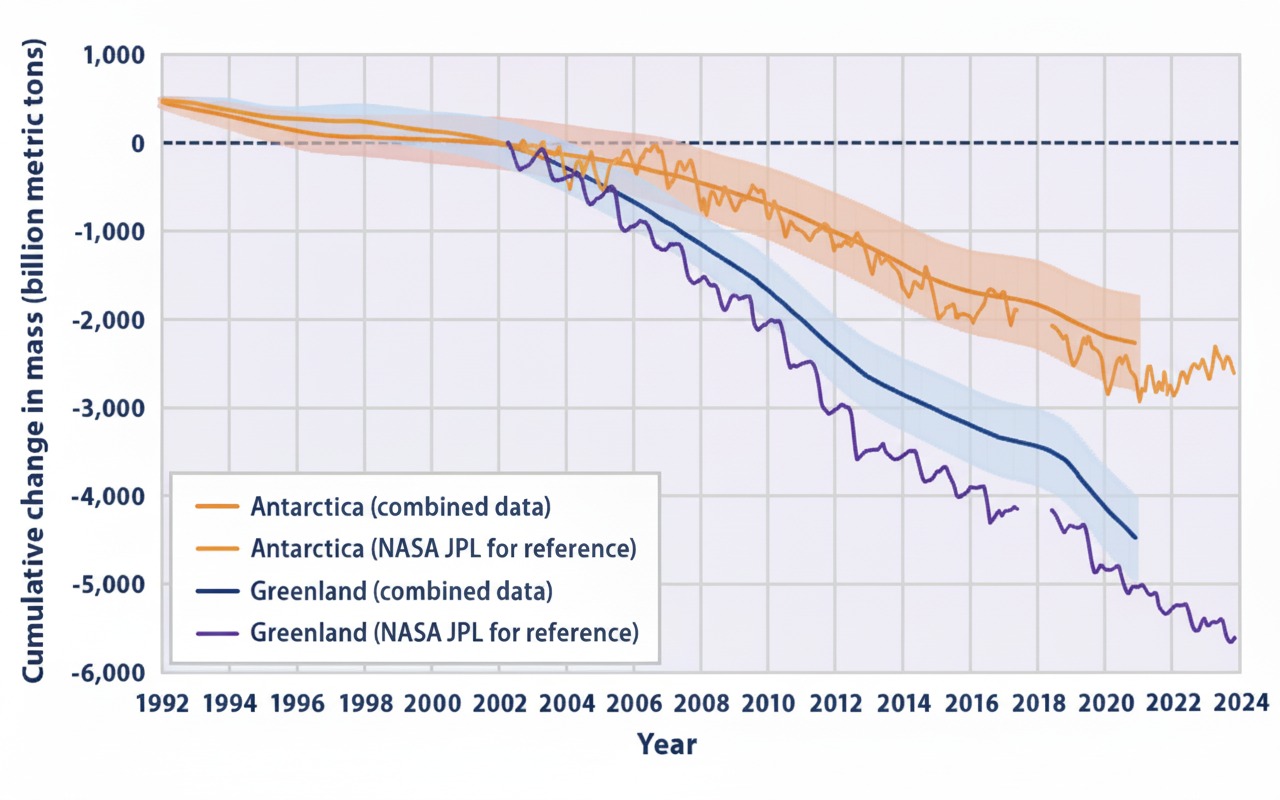 Cumulative change in mass (billion metric tons)
1,000
0
-1,000
-2,000
-3,000
-4,000
-5,000
-6,000
Antarctica (combined data)
Antarctica (NASA JPL for reference)
Greenland (combined data)
Greenland (NASA JPL for reference)
1992 1994 1996 1998 2000 2002 2004 2006 2008 2010 2012 2014 2016 2018 2020 2022 2024
Year